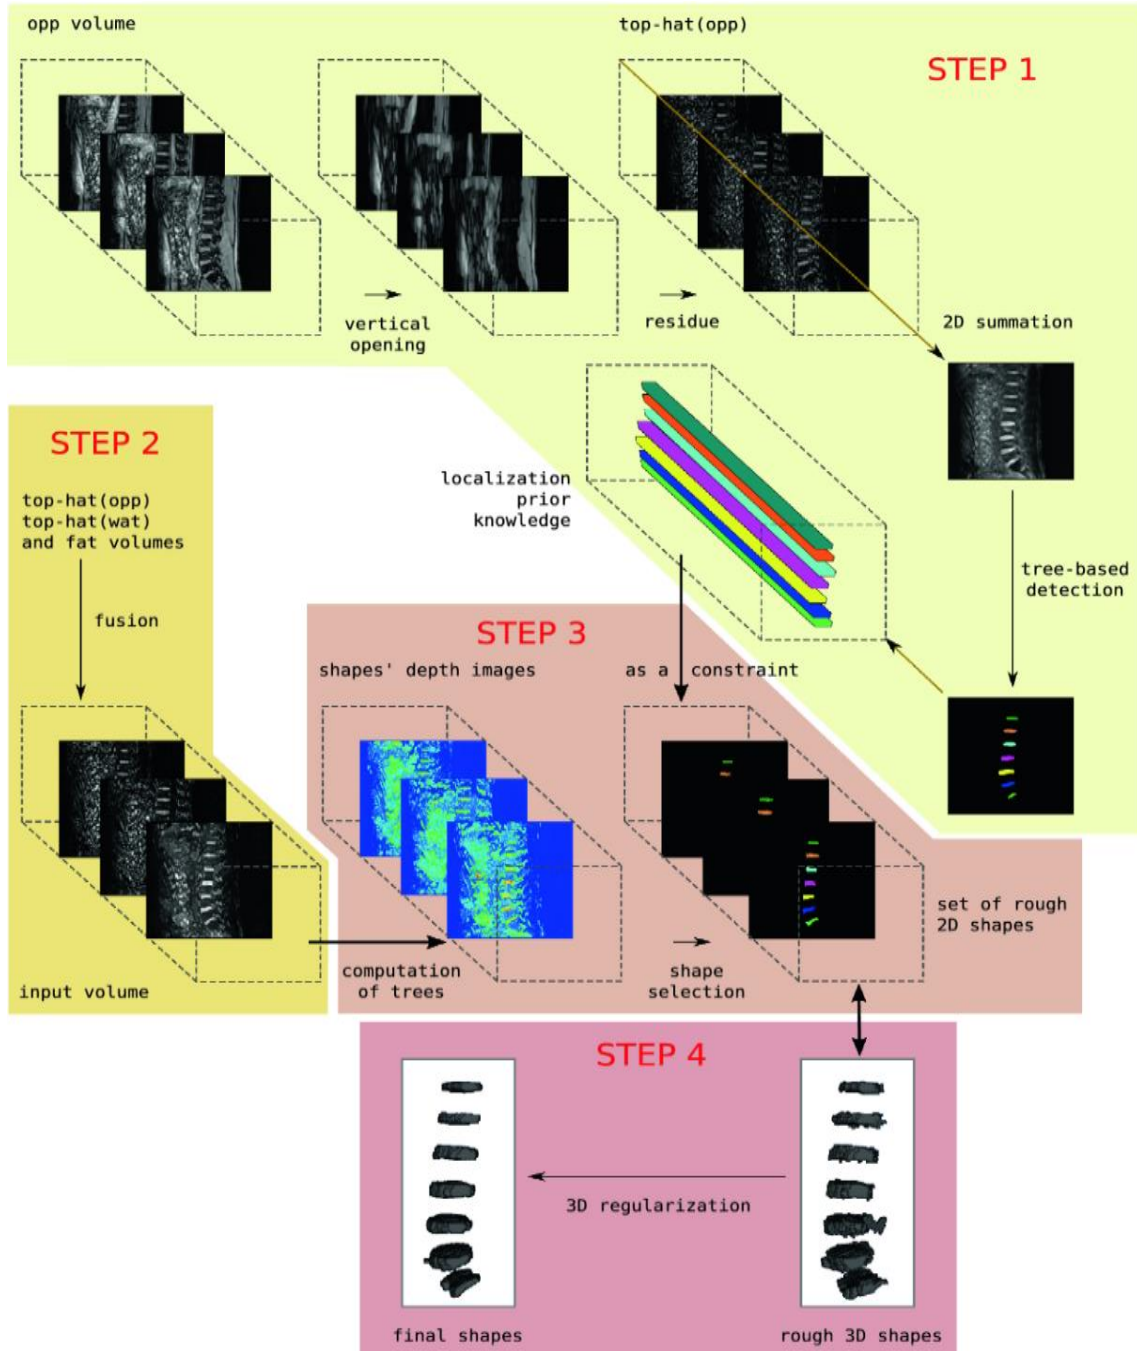 opp volume
top-hat(opp)
STEP 1
vertical
opening
residue
2D summation
localization
prior
knowledge
tree-based
detection
STEP 2
top-hat(opp)
top-hat(wat)
and fat volumes
fusion
input volume
STEP 3
shapes' depth images
as a constraint
computation
of trees
shape
selection
set of rough
2D shapes
STEP 4
3D regularization
final shapes
rough 3D shapes